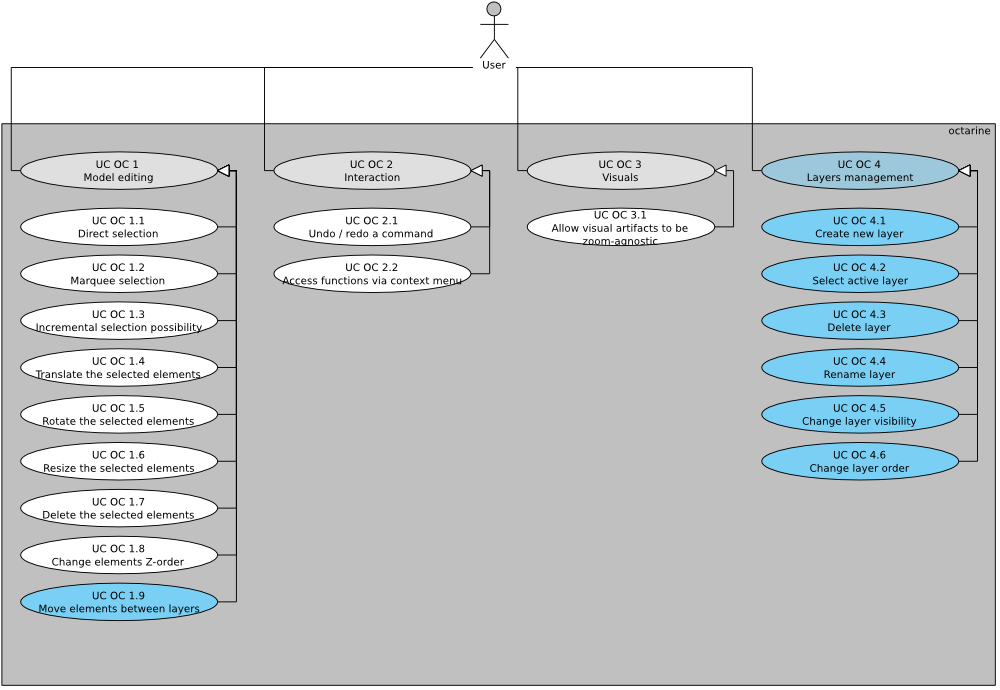 User
octarine
UC OC 1
Model editing
UC OC 1.1
Direct selection
UC OC 1.2
Marquee selection
UC OC 1.3
Incremental selection possibility
UC OC 1.4
Translate the selected elements
UC OC 1.5
Rotate the selected elements
UC OC 1.6
Resize the selected elements
UC OC 1.7
Delete the selected elements
UC OC 1.8
Change elements Z-order
UC OC 1.9
Move elements between layers
UC OC 2
Interaction
UC OC 2.1
Undo / redo a command
UC OC 2.2
Access functions via context menu
UC OC 3
Visuals
UC OC 3.1
Allow visual artifacts to be
zoom-agnostic
UC OC 4
Layers management
UC OC 4.1
Create new layer
UC OC 4.2
Select active layer
UC OC 4.3
Delete layer
UC OC 4.4
Rename layer
UC OC 4.5
Change layer visibility
UC OC 4.6
Change layer order